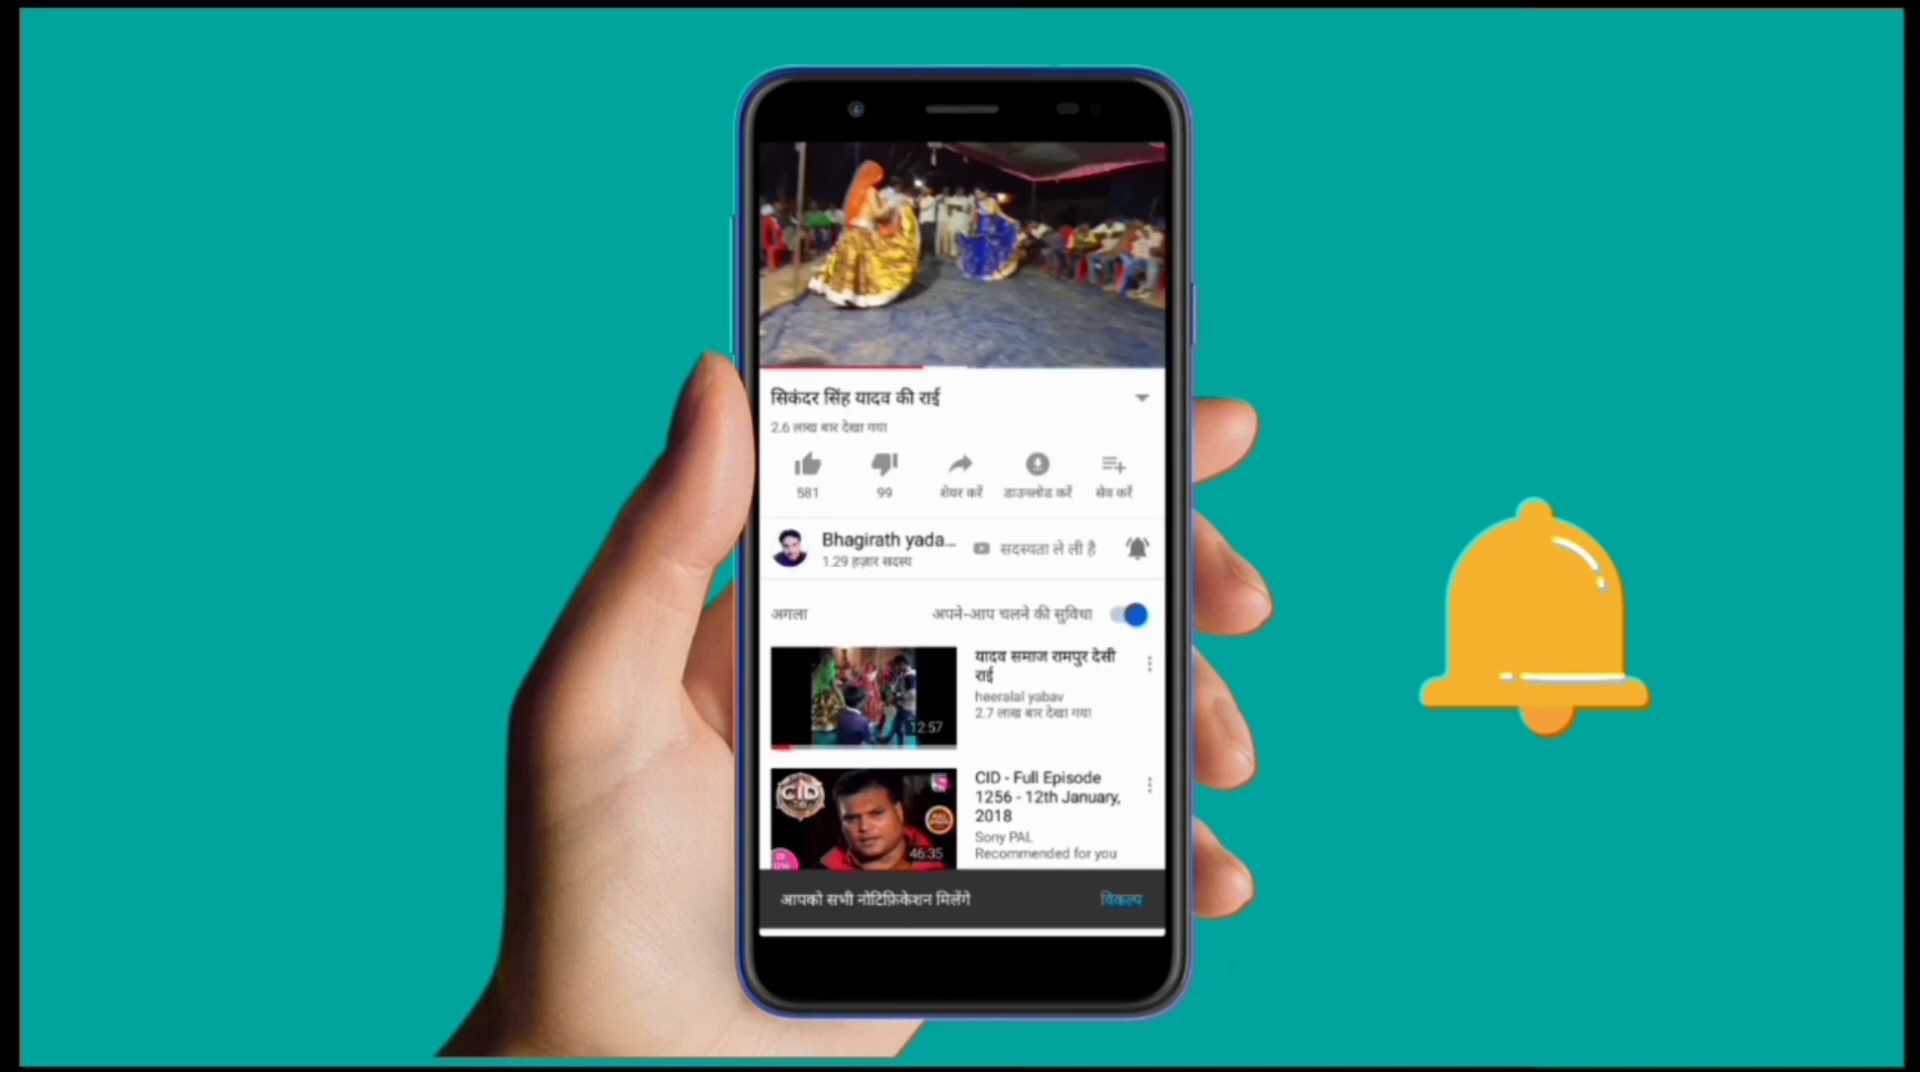 सिकंदर सिंह यादव की राई
2.6 लाख बार देखा गया
581
99
शेयर करें
डाउनलोड करें
सेव करें
Bhagirath yada...
1.29 हज़ार सदस्य
सदस्यता ले ली है
अगला
अपने-आप चलने की सुविधा
यादव समाज रामपुर देसी
राई
heeralal yabav
2.7 लाख बार देखा गया
12:57
CID - Full Episode
1256 - 12th January,
2018
Sony PAL
Recommended for you
CID
46:35
आपको सभी नोटिफ़िकेशन मिलेंगे
विकल्प